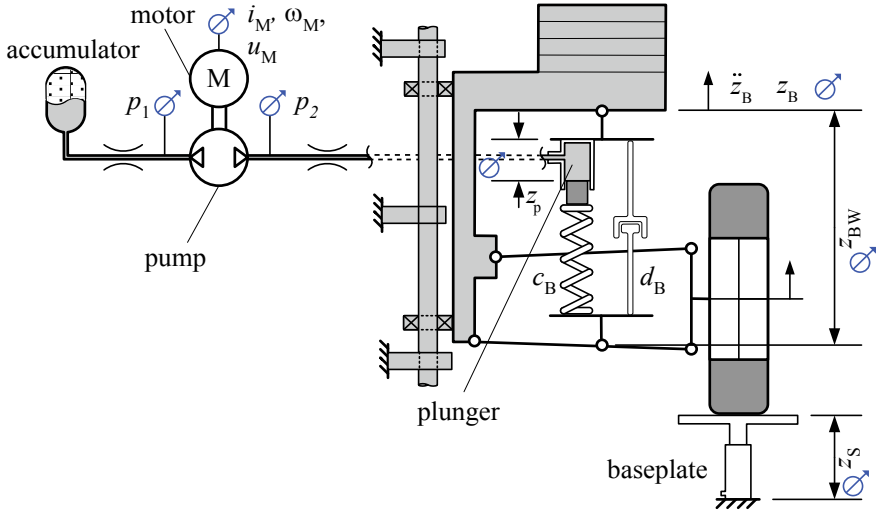 motor
i_M, ω_M,
u_M
accumulator
M
p_1
p_2
z̈_B z_B
z_p
z_BW
pump
c_B
d_B
plunger
baseplate
z_S